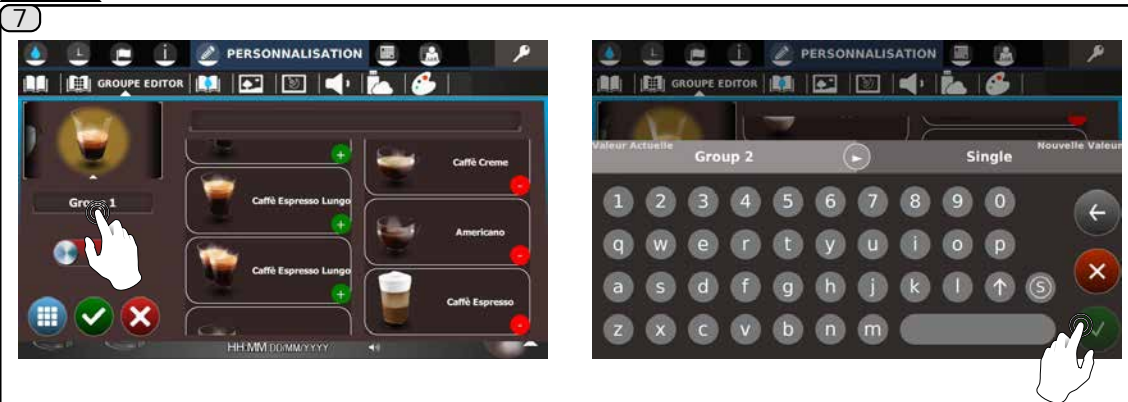 7
PERSONNALISATION
GROUPE EDITOR
Caffè Creme
Caffè Espresso Lungo
Group 1
Americano
Caffè Espresso Lungo
Caffè Espresso
HH:MM DD/MM/YYYY
PERSONNALISATION
GROUPE EDITOR
Valeur Actuelle
Group 2
Single
Nouvelle Valeur
1 2 3 4 5 6 7 8 9 0
q w e r t y u i o p
a s d f g h j k l S
z x c v b n m